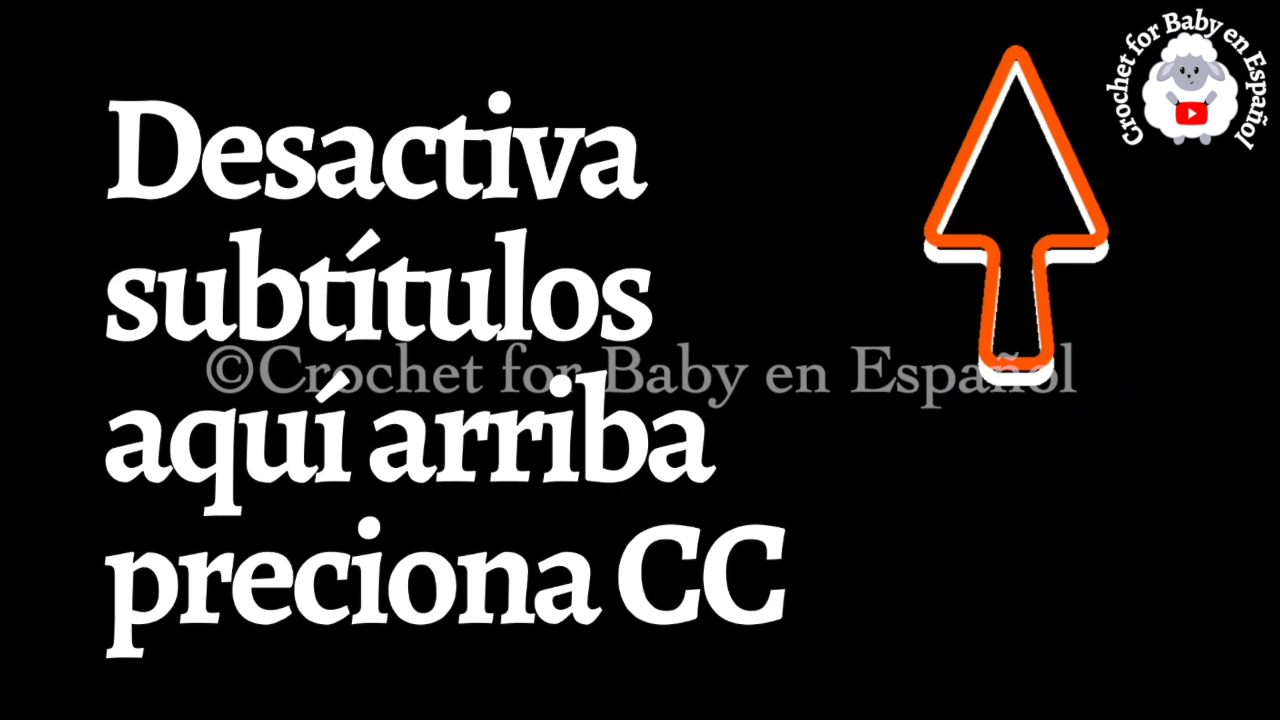 Crochet for Baby en Español
Desactiva
subtítulos
©Crochet for Baby en Español
aquí arriba
preciona CC